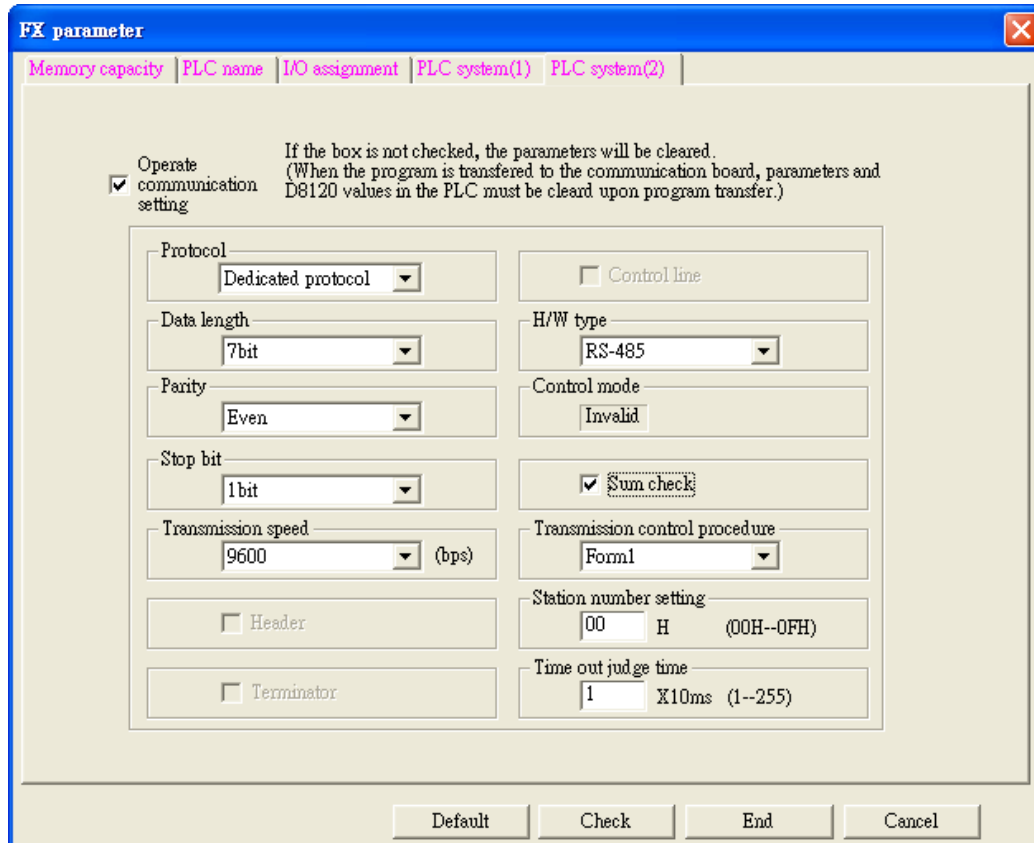 FX parameter
Memory capacity
PLC name
I/O assignment
PLC system(1)
PLC system(2)
Operate
communication
setting
If the box is not checked, the parameters will be cleared.
(When the program is transfered to the communication board, parameters and
D8120 values in the PLC must be cleard upon program transfer.)
Protocol
Dedicated protocol
Control line
Data length
7bit
H/W type
RS-485
Parity
Even
Control mode
Invalid
Stop bit
1bit
Sum check
Transmission speed
9600 (bps)
Transmission control procedure
Form1
Header
Station number setting
00 H (00H--0FH)
Terminator
Time out judge time
1 X10ms (1--255)
Default
Check
End
Cancel